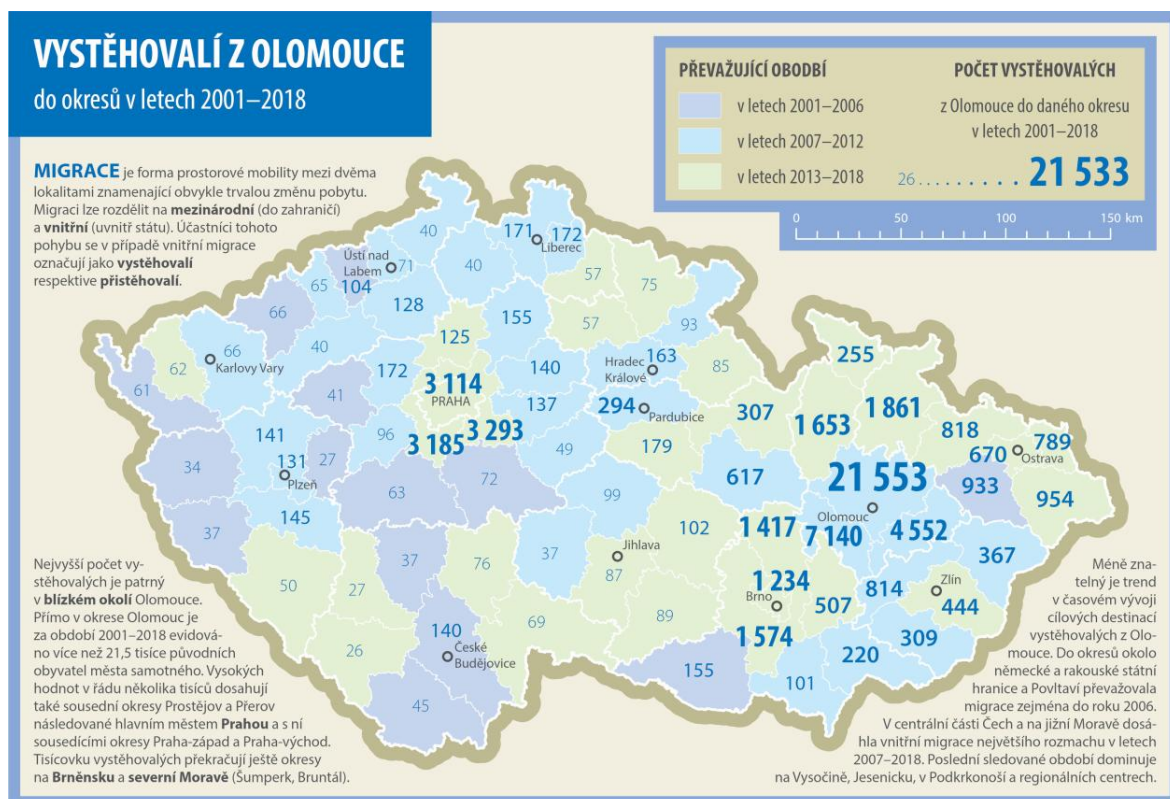 VYSTĚHOVALÍ Z OLOMOUCE
do okresů v letech 2001–2018
PŘEVAŽUJÍCÍ OBODBÍ
v letech 2001–2006
v letech 2007–2012
v letech 2013–2018
POČET VYSTĚHOVALÝCH
z Olomouce do daného okresu
v letech 2001–2018
26 . . . . . . . . . 21 533
0 50 100 150 km
MIGRACE je forma prostorové mobility mezi dvěma
lokalitami znamenající obvykle trvalou změnu pobytu.
Migraci lze rozdělit na mezinárodní (do zahraničí)
a vnitřní (uvnitř státu). Účastníci tohoto
pohybu se v případě vnitřní migrace
označují jako vystěhovalí
respektive přistěhovalí.
40
171
172
Liberec
Ústí nad
Labem
71
40
57
75
65
104
128
155
57
93
66
125
40
66
Karlovy Vary
62
172
140
Hradec
Králové
163
85
255
61
41
3 114
PRAHA
137
294
Pardubice
307
1 653
1 861
141
96
3 185
3 293
49
179
818
789
670
Ostrava
34
131
Plzeň
27
63
72
99
617
21 553
933
954
37
145
102
1 417
Olomouc
7 140
4 552
37
76
37
Jihlava
87
367
50
27
1 234
Brno
507
814
Zlín
444
26
140
České
Budějovice
69
89
1 574
309
220
45
155
101
Nejvyšší počet vy-
stěhovalých je patrný
v blízkém okolí Olomouce.
Přímo v okrese Olomouc je
za období 2001–2018 evidová-
no více než 21,5 tisíce původních
obyvatel města samotného. Vysokých
hodnot v řádu několika tisíců dosahují
také sousední okresy Prostějov a Přerov
následované hlavním městem Prahou a s ní
sousedícími okresy Praha-západ a Praha-východ.
Tisícovku vystěhovalých překračují ještě okresy
na Brněnsku a severní Moravě (Šumperk, Bruntál).
Méně zna-
telný je trend
v časovém vývoji
cílových destinací
vystěhovalých z Olo-
mouce. Do okresů okolo
německé a rakouské státní
hranice a Povltaví převažovala
migrace zejména do roku 2006.
V centrální části Čech a na jižní Moravě dosá-
hla vnitřní migrace největšího rozmachu v letech
2007–2018. Poslední sledované období dominuje
na Vysočině, Jesenicku, v Podkrkonoší a regionálních centrech.